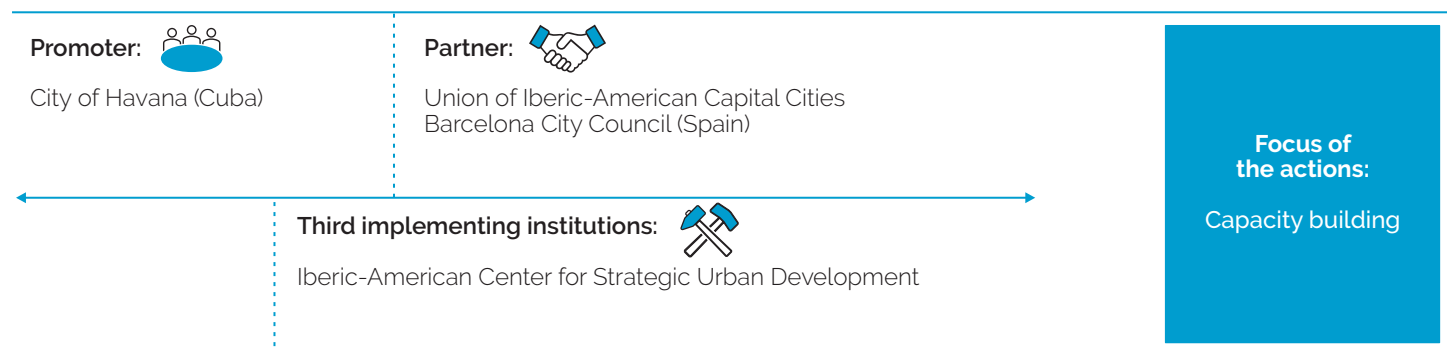 Promoter:
City of Havana (Cuba)
Partner:
Union of Iberic-American Capital Cities
Barcelona City Council (Spain)
Third implementing institutions:
Iberic-American Center for Strategic Urban Development
Focus of
the actions:
Capacity building